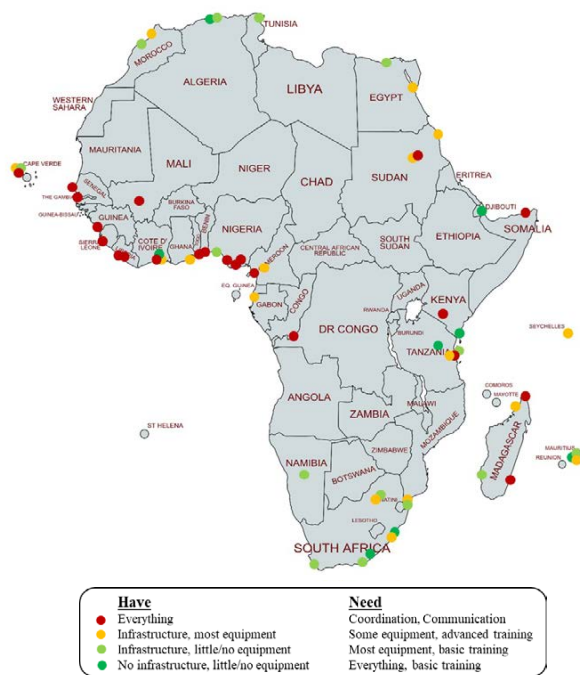 TUNISIA
MOROCCO
ALGERIA
LIBYA
EGYPT
WESTERN
SAHARA
MAURITANIA
MALI
NIGER
CHAD
SUDAN
ERITREA
CAPE VERDE
SENEGAL
THE GAMBIA
GUINEA-BISSAU
GUINEA
BURKINA
FASO
BENIN
NIGERIA
DJIBOUTI
SOMALIA
SIERRA
LEONE
LIBERIA
COTE D'
IVOIRE
GHANA
CENTRAL AFRICAN
REPUBLIC
SOUTH
SUDAN
ETHIOPIA
MEROON
EQ. GUINEA
GABON
CONGO
DR CONGO
UGANDA
KENYA
RWANDA
BURUNDI
TANZANIA
SEYCHELLES
ANGOLA
ZAMBIA
MALAWI
MOZAMBIQUE
COMOROS
MAYOTTE
ST HELENA
ZIMBABWE
MADAGASCAR
MAURITIUS
REUNION
NAMIBIA
BOTSWANA
LESOTHO
SOUTH AFRICA
Have Need
Everything Coordination, Communication
Infrastructure, most equipment Some equipment, advanced training
Infrastructure, little/no equipment Most equipment, basic training
No infrastructure, little/no equipment Everything, basic training